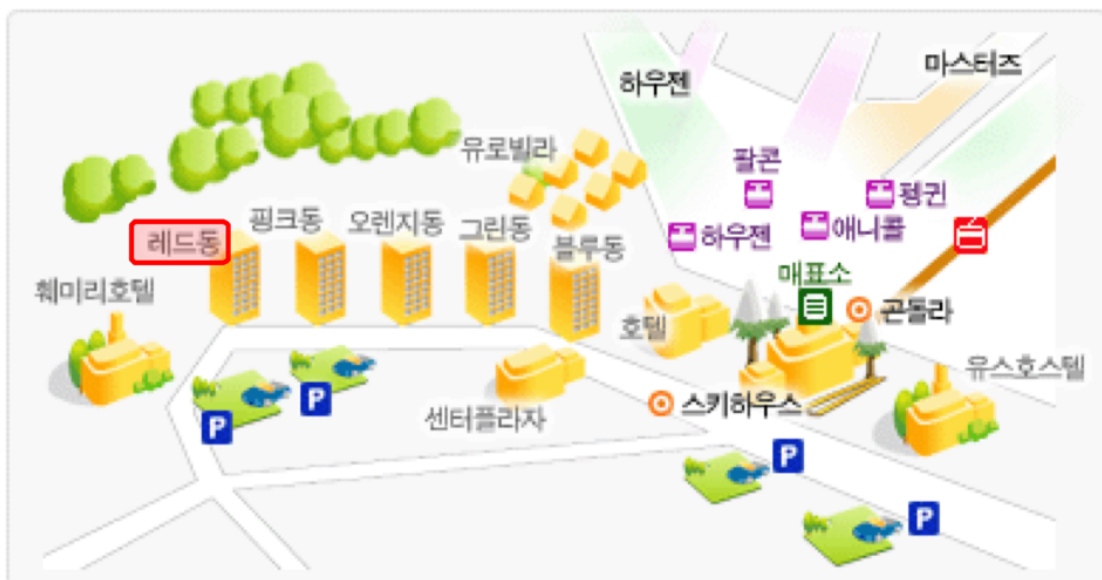 하우젠
마스터즈
유로빌라
팔콘
펭귄
핑크동
오렌지동
그린동
하우젠
애니콜
레드동
블루동
매표소
훼미리호텔
호텔
곤돌라
유스호스텔
센터플라자
스키하우스
P
P
P
P